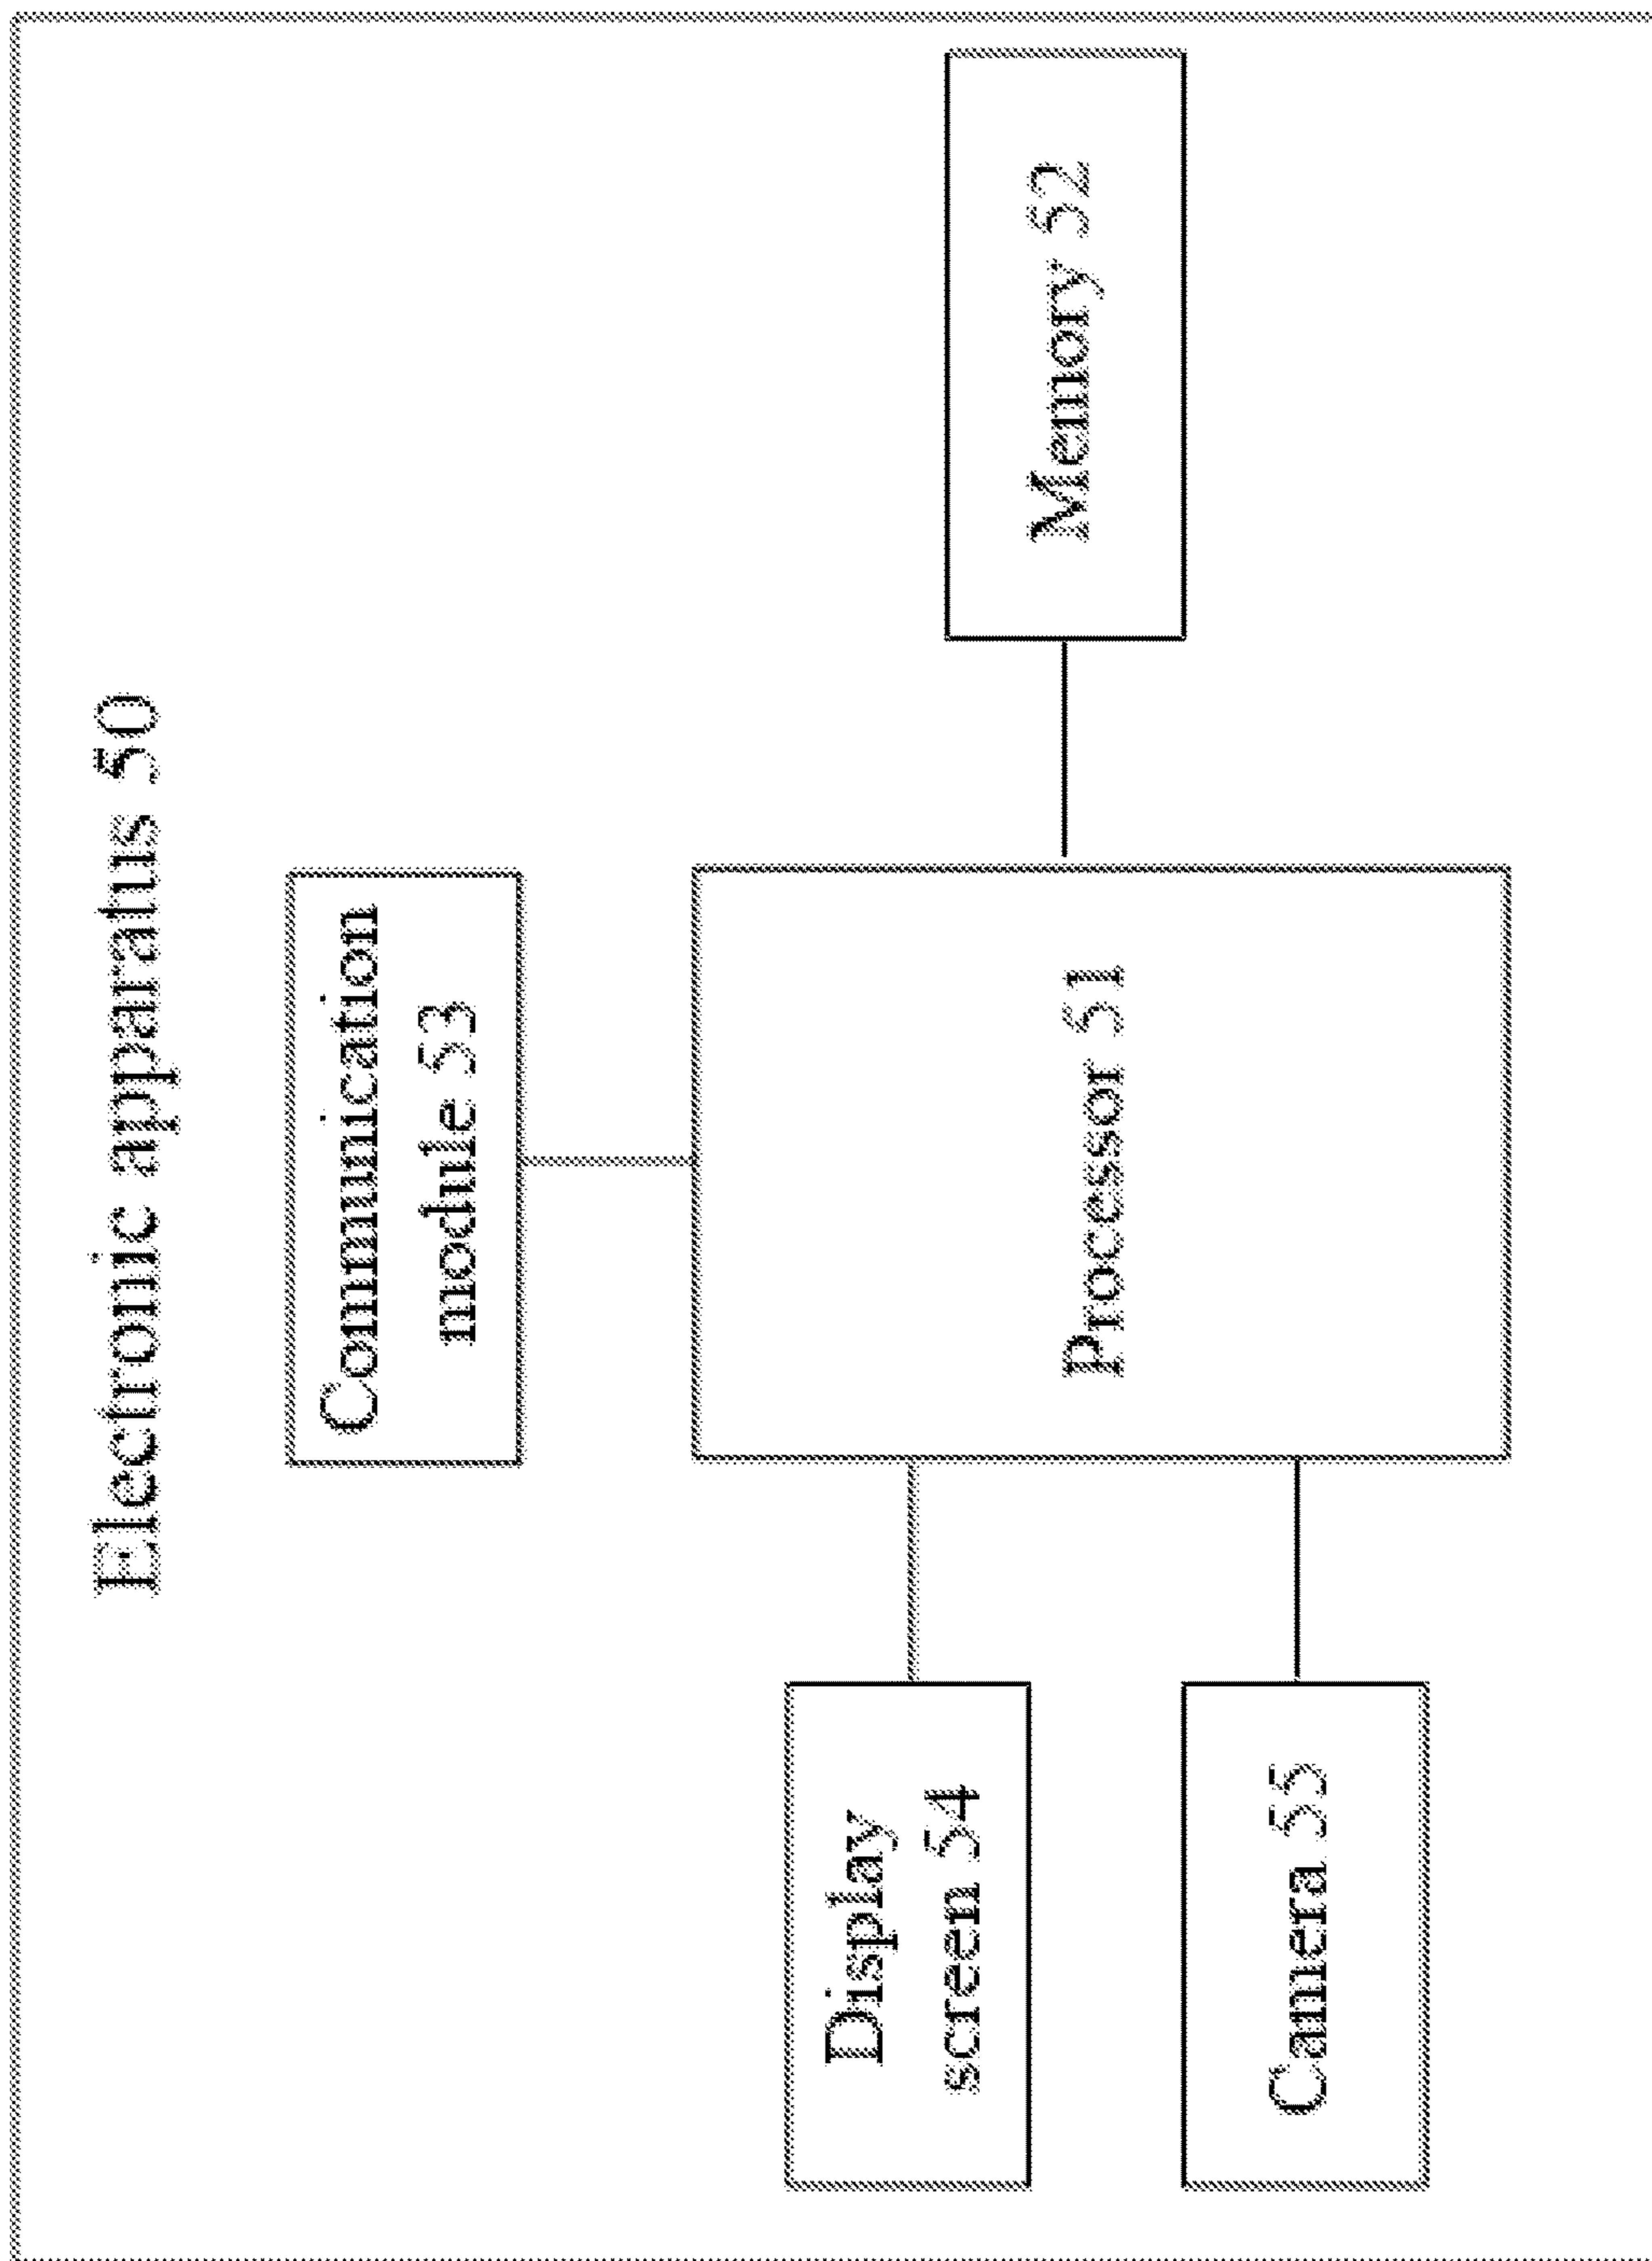 Electronic apparatus 50
Communication
module 53
Display
screen 54
Processor 51
Memory 52
Camera 55